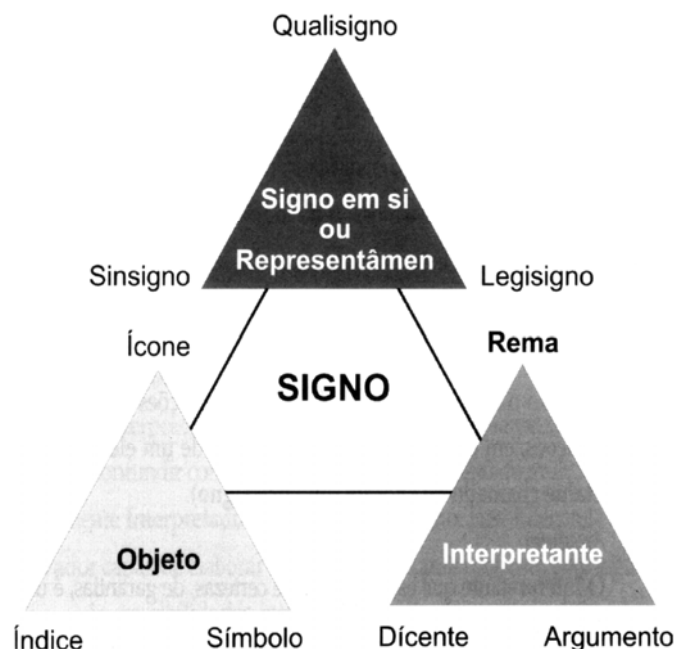 Qualisigno
Signo em si
ou
Representâmen
Sinsigno
Legisigno
Ícone
Rema
SIGNO
Objeto
Interpretante
Índice
Símbolo
Dícente
Argumento